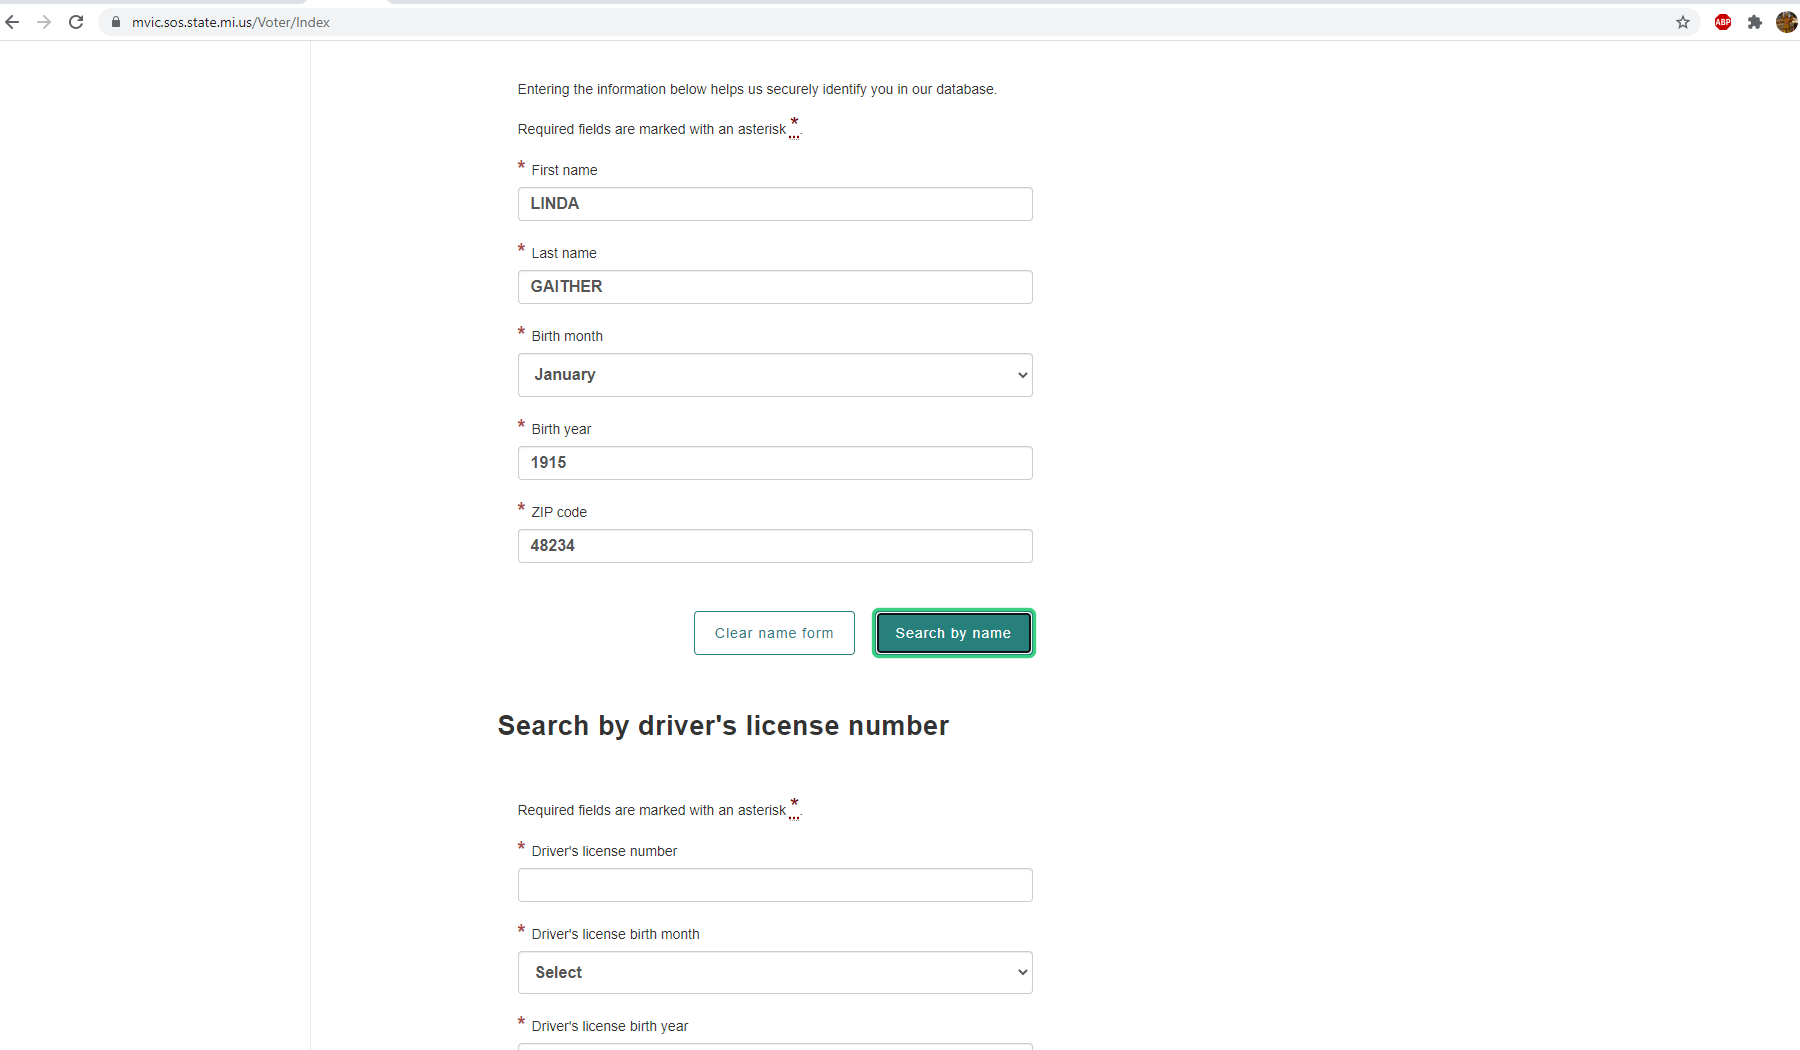 mvic.sos.state.mi.us/Voter/Index
ABP
Entering the information below helps us securely identify you in our database.
Required fields are marked with an asterisk *.
* First name
LINDA
* Last name
GAITHER
* Birth month
January
* Birth year
1915
* ZIP code
48234
Clear name form
Search by name
Search by driver's license number
Required fields are marked with an asterisk *.
* Driver's license number
* Driver's license birth month
Select
* Driver's license birth year